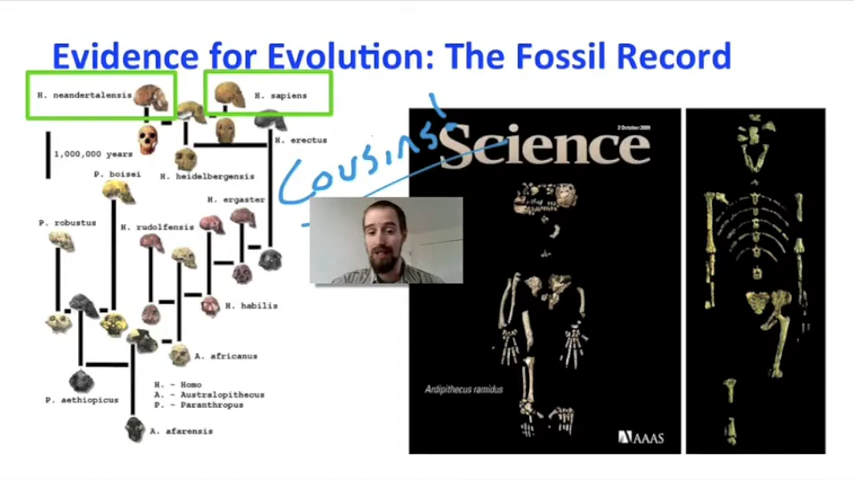 Evidence for Evolution: The Fossil Record
H. neandertalensis
H. sapiens
H. erectus
1,000,000 years
P. boisei
H. heidelbergensis
Cousins!
Science
2 October 2009
H. ergaster
P. robustus
H. rudolfensis
H. habilis
A. africanus
H. - Homo
A. - Australopithecus
P. - Paranthropus
P. aethiopicus
A. afarensis
Ardipithecus ramidus
AAAS